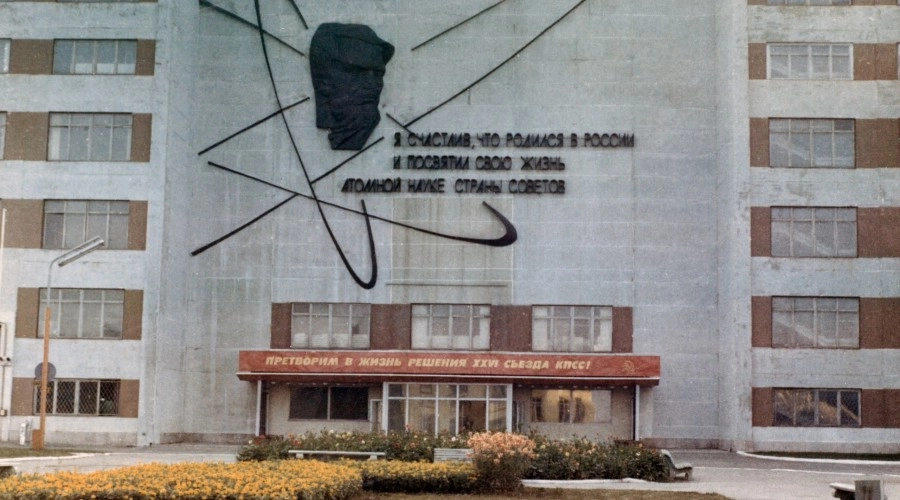 Я СЧАСТЛИВ, ЧТО РОДИЛСЯ В РОССИИ
И ПОСВЯТИЛ СВОЮ ЖИЗНЬ
АТОМНОЙ НАУКЕ СТРАНЫ СОВЕТОВ
ПРЕТВОРИМ В ЖИЗНЬ РЕШЕНИЯ XXVI СЪЕЗДА КПСС!